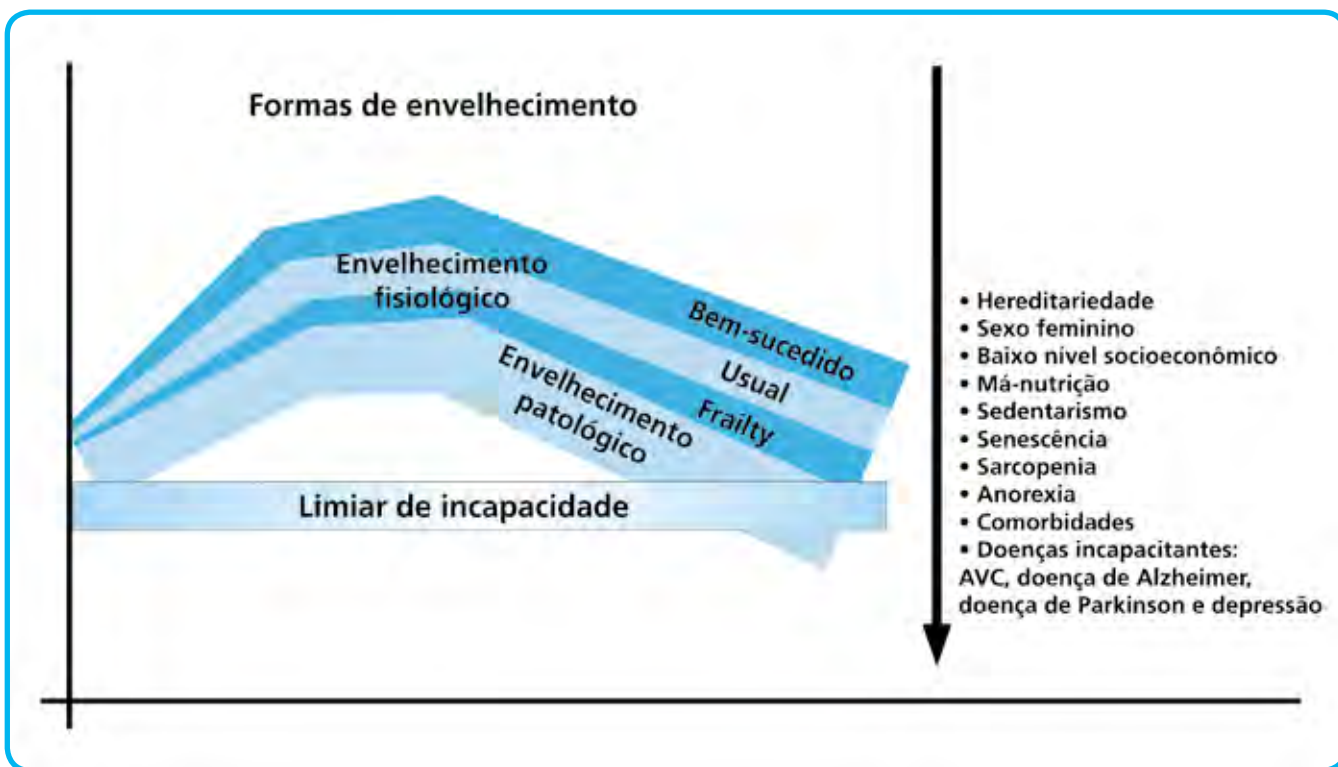 Formas de envelhecimento
Envelhecimento
fisiológico
Bem-sucedido
Usual
Frailty
Envelhecimento
patológico
Limiar de incapacidade
• Hereditariedade
• Sexo feminino
• Baixo nível socioeconômico
• Má-nutrição
• Sedentarismo
• Senescência
• Sarcopenia
• Anorexia
• Comorbidades
• Doenças incapacitantes:
AVC, doença de Alzheimer,
doença de Parkinson e depressão